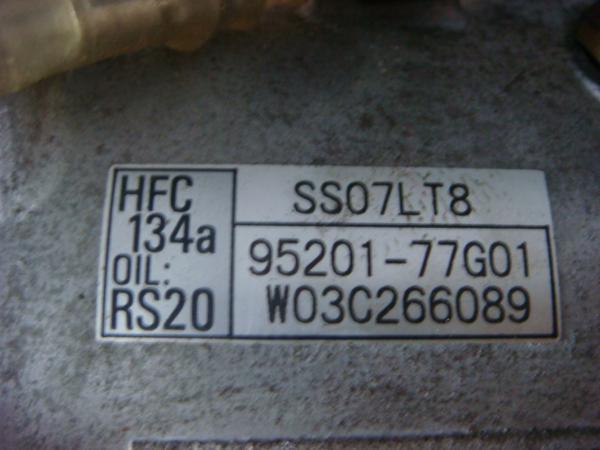 HFC
134a
OIL:
RS20
SS07LT8
95201-77G01
W03C266089